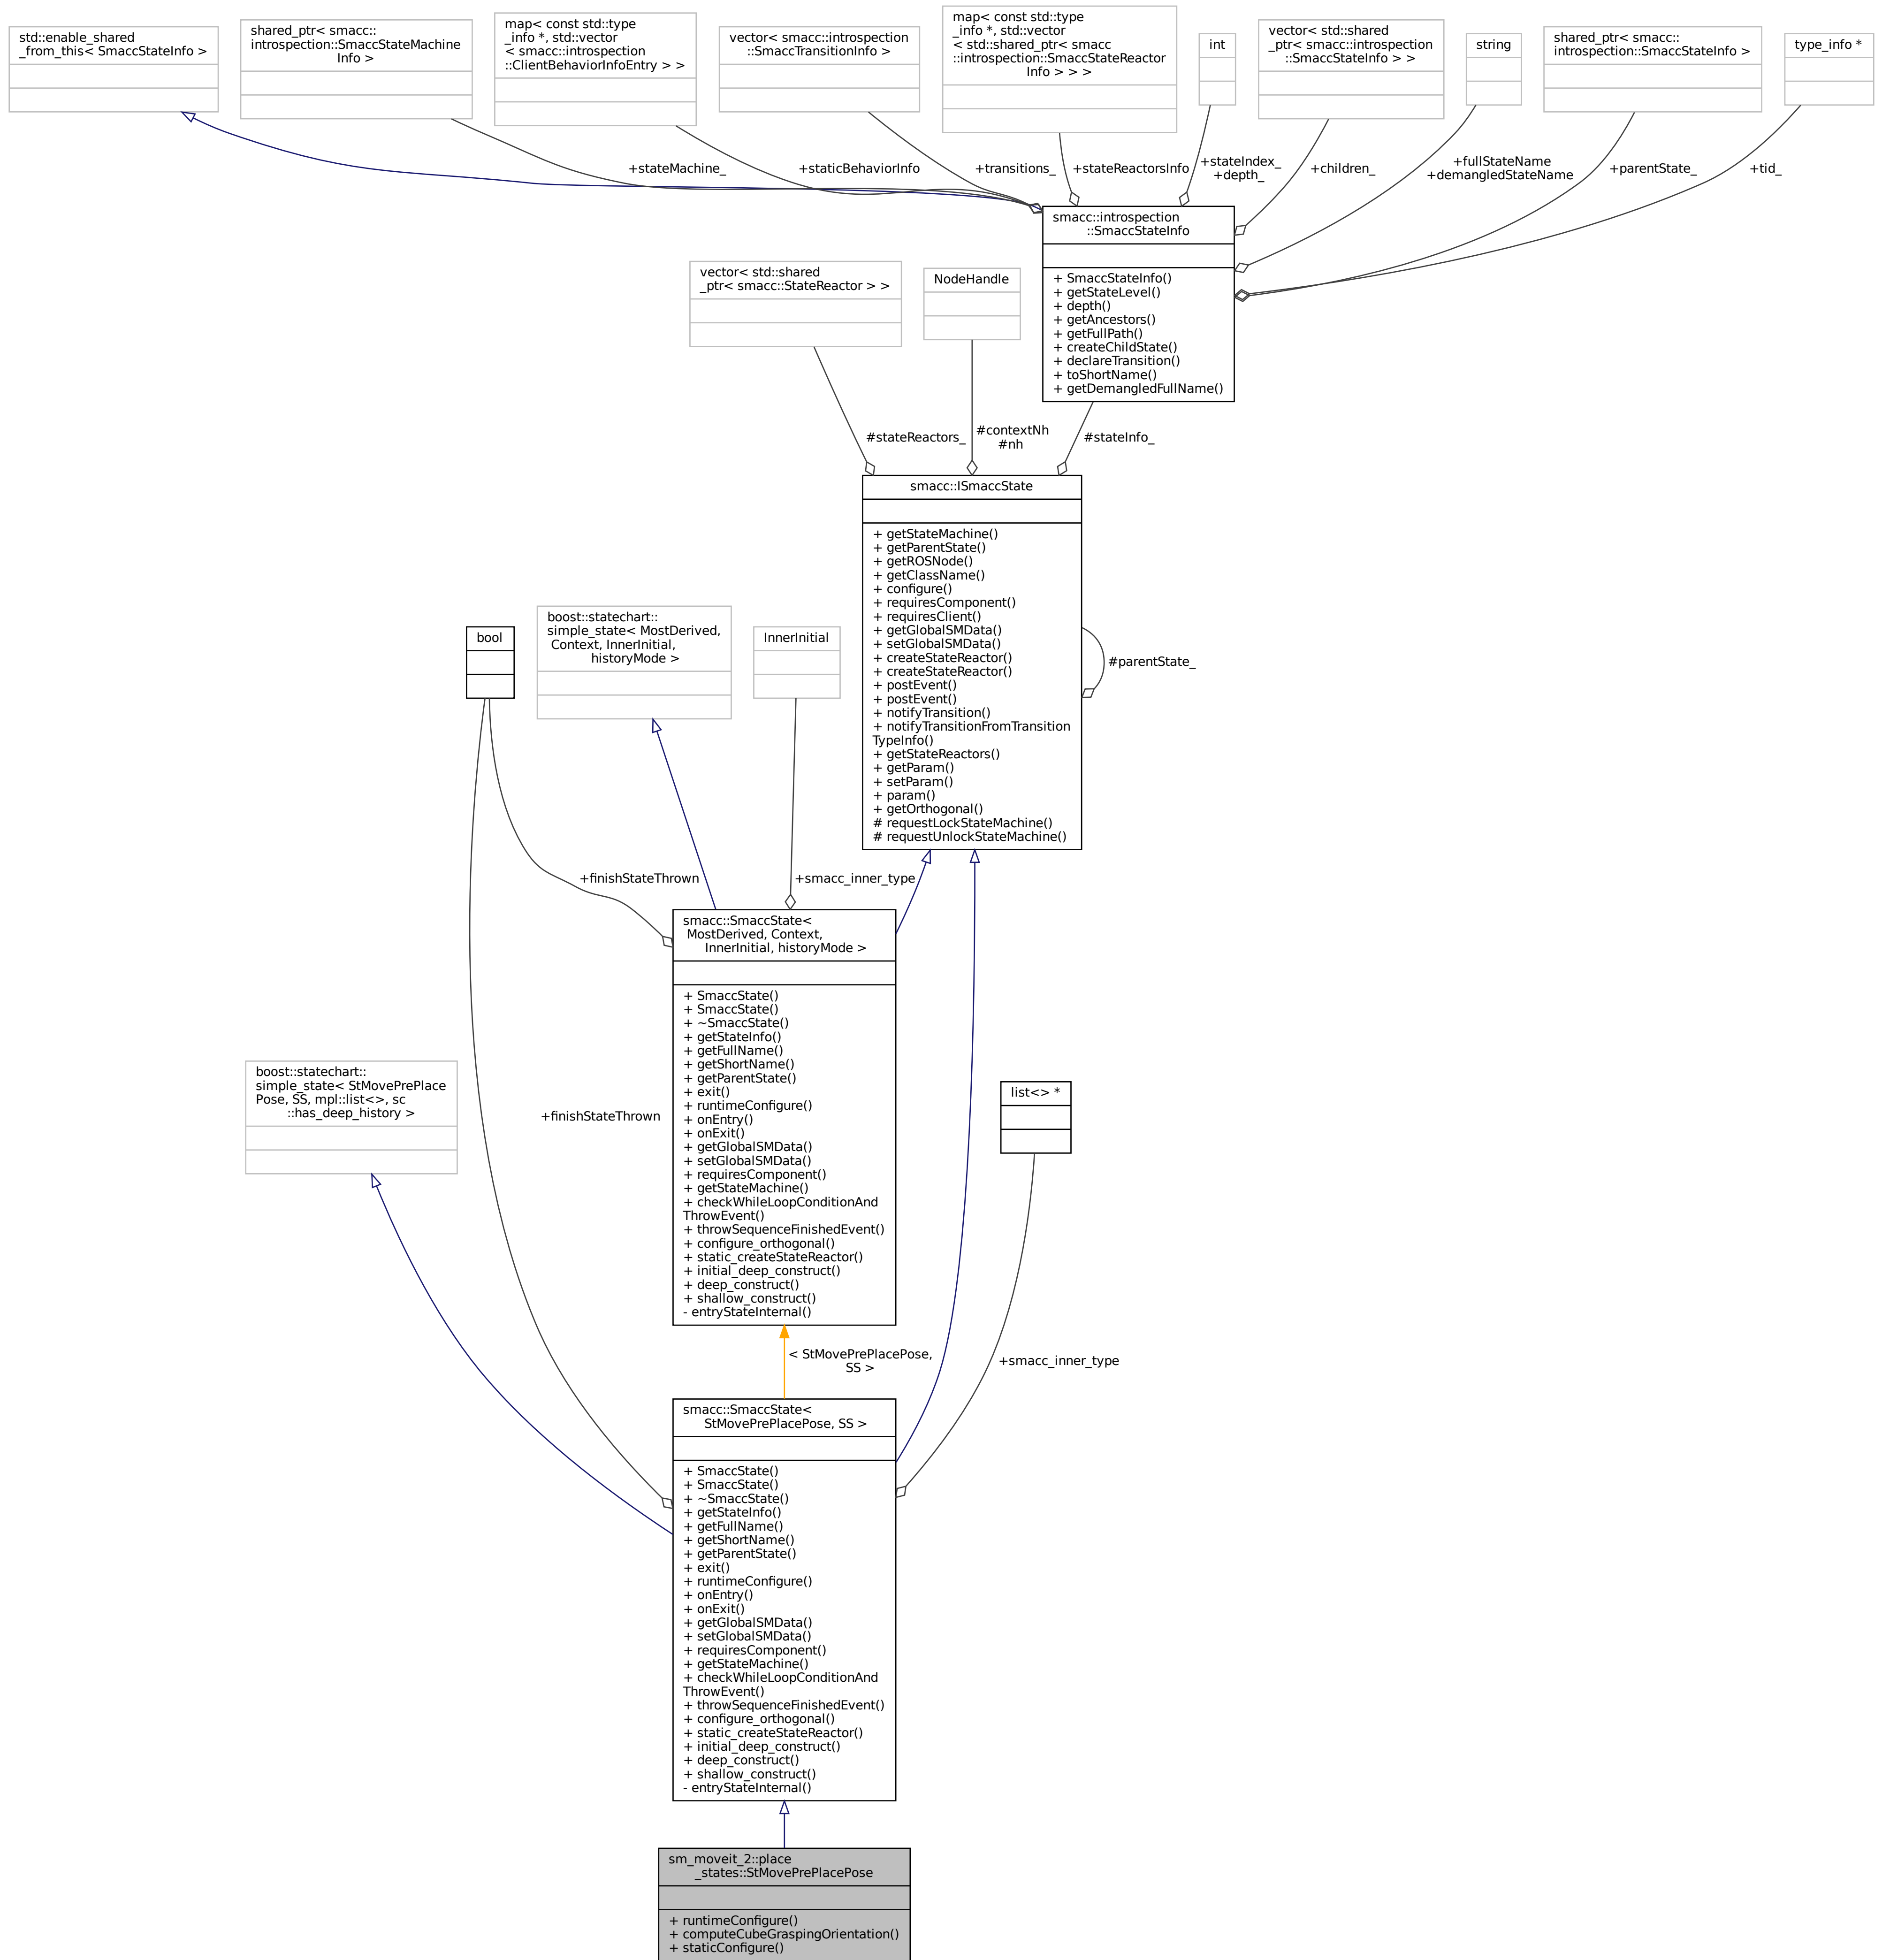 std::enable_shared
_from_this< SmaccStateInfo >
shared_ptr< smacc::
introspection::SmaccStateMachine
Info >
map< const std::type
_info *, std::vector
< smacc::introspection
::ClientBehaviorInfoEntry > >
vector< smacc::introspection
::SmaccTransitionInfo >
map< const std::type
_info *, std::vector
< std::shared_ptr< smacc
::introspection::SmaccStateReactor
Info > > >
int
vector< std::shared
_ptr< smacc::introspection
::SmaccStateInfo > >
string
shared_ptr< smacc::
introspection::SmaccStateInfo >
type_info *
+stateMachine_
+staticBehaviorInfo
+transitions_
+stateReactorsInfo
+stateIndex_
+depth_
+children_
+fullStateName
+demangledStateName
+parentState_
+tid_
smacc::introspection
::SmaccStateInfo
+ SmaccStateInfo()
+ getStateLevel()
+ depth()
+ getAncestors()
+ getFullPath()
+ createChildState()
+ declareTransition()
+ toShortName()
+ getDemangledFullName()
vector< std::shared
_ptr< smacc::StateReactor > >
NodeHandle
#stateReactors_
#contextNh
#nh
#stateInfo_
smacc::ISmaccState
+ getStateMachine()
+ getParentState()
+ getROSNode()
+ getClassName()
+ configure()
+ requiresComponent()
+ requiresClient()
+ getGlobalSMData()
+ setGlobalSMData()
+ createStateReactor()
+ createStateReactor()
+ postEvent()
+ postEvent()
+ notifyTransition()
+ notifyTransitionFromTransition
TypeInfo()
+ getStateReactors()
+ getParam()
+ setParam()
+ param()
+ getOrthogonal()
# requestLockStateMachine()
# requestUnlockStateMachine()
#parentState_
bool
boost::statechart::
simple_state< MostDerived,
Context, InnerInitial,
historyMode >
InnerInitial
+finishStateThrown
+smacc_inner_type
smacc::SmaccState<
MostDerived, Context,
InnerInitial, historyMode >
+ SmaccState()
+ SmaccState()
+ ~SmaccState()
+ getStateInfo()
+ getFullName()
+ getShortName()
+ getParentState()
+ exit()
+ runtimeConfigure()
+ onEntry()
+ onExit()
+ getGlobalSMData()
+ setGlobalSMData()
+ requiresComponent()
+ getStateMachine()
+ checkWhileLoopConditionAnd
ThrowEvent()
+ throwSequenceFinishedEvent()
+ configure_orthogonal()
+ static_createStateReactor()
+ initial_deep_construct()
+ deep_construct()
+ shallow_construct()
- entryStateInternal()
boost::statechart::
simple_state< StMovePrePlace
Pose, SS, mpl::list<>, sc
::has_deep_history >
+finishStateThrown
list<> *
< StMovePrePlacePose,
SS >
+smacc_inner_type
smacc::SmaccState<
StMovePrePlacePose, SS >
+ SmaccState()
+ SmaccState()
+ ~SmaccState()
+ getStateInfo()
+ getFullName()
+ getShortName()
+ getParentState()
+ exit()
+ runtimeConfigure()
+ onEntry()
+ onExit()
+ getGlobalSMData()
+ setGlobalSMData()
+ requiresComponent()
+ getStateMachine()
+ checkWhileLoopConditionAnd
ThrowEvent()
+ throwSequenceFinishedEvent()
+ configure_orthogonal()
+ static_createStateReactor()
+ initial_deep_construct()
+ deep_construct()
+ shallow_construct()
- entryStateInternal()
sm_moveit_2::place
_states::StMovePrePlacePose
+ runtimeConfigure()
+ computeCubeGraspingOrientation()
+ staticConfigure()